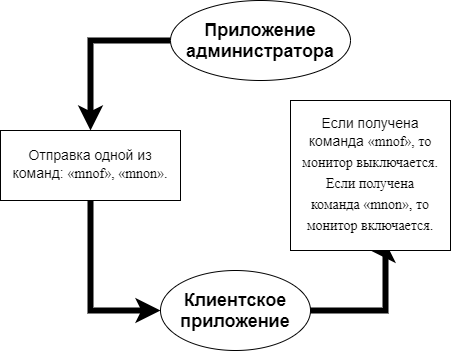 Приложение
администратора
Отправка одной из
команд: «mnof», «mnon».
Если получена
команда «mnof», то
монитор выключается.
Если получена
команда «mnon», то
монитор включается.
Клиентское
приложение